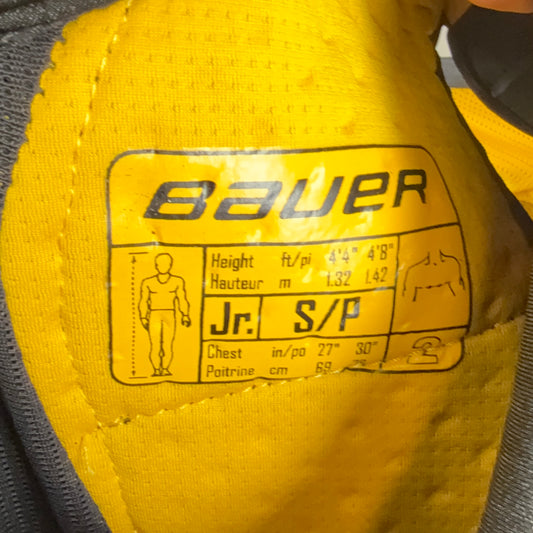 BAUER
Height ft/pi 4'4" 4'8"
Hauteur m 1.32 1.42
Jr. S/P
Chest in/po 27" 30"
Poitrine cm 69
2